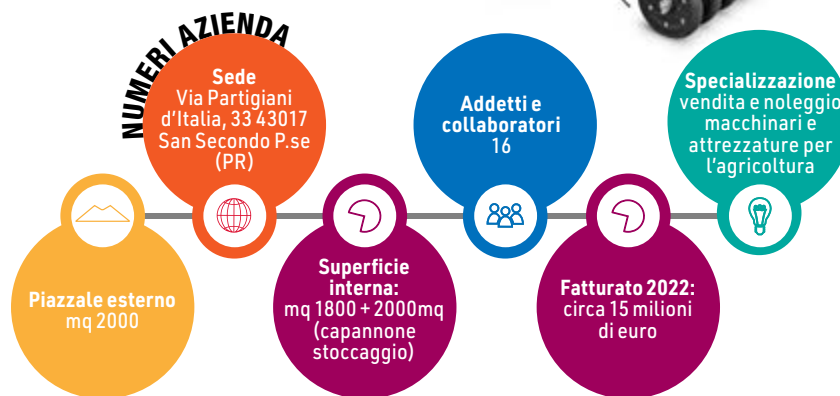 NUMERI AZIENDA
Piazzale esterno
mq 2000
Sede
Via Partigiani
d’Italia, 33 43017
San Secondo P.se
(PR)
Superficie
interna:
mq 1800 + 2000mq
(capannone
stoccaggio)
Addetti e
collaboratori
16
Fatturato 2022:
circa 15 milioni
di euro
Specializzazione
vendita e noleggio
macchinari e
attrezzature per
l’agricoltura